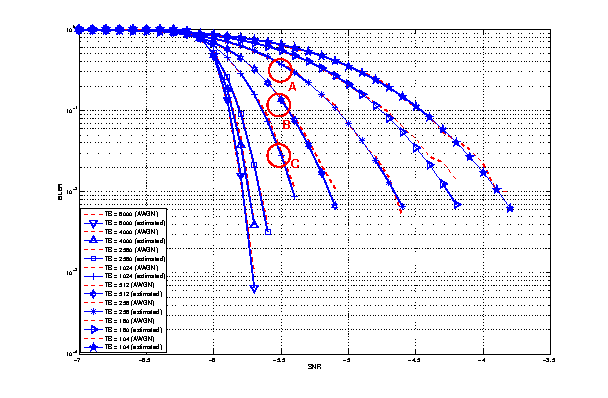 10^0
10^-1
10^-2
10^-3
10^-4
BLER
A
B
C
TB = 6000 (AWGN)
TB = 6000 (estimated)
TB = 4000 (AWGN)
TB = 4000 (estimated)
TB = 2560 (AWGN)
TB = 2560 (estimated)
TB = 1024 (AWGN)
TB = 1024 (estimated)
TB = 512 (AWGN)
TB = 512 (estimated)
TB = 256 (AWGN)
TB = 256 (estimated)
TB = 160 (AWGN)
TB = 160 (estimated)
TB = 104 (AWGN)
TB = 104 (estimated)
-7 -6.5 -6 -5.5 -5 -4.5 -4 -3.5
SNR